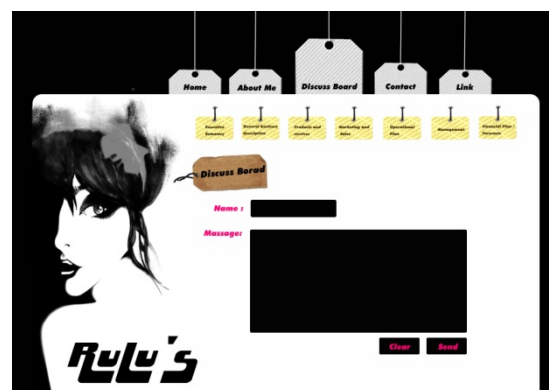 Home
About Me
Discuss Board
Contact
Link
Executive
Summary
General Business
Description
Products and
services
Marketing and
Sales
Operational
Plan
Management
Financial Plan
Discuss Borad
Name :
Massage:
Clear
Send
RuLu's